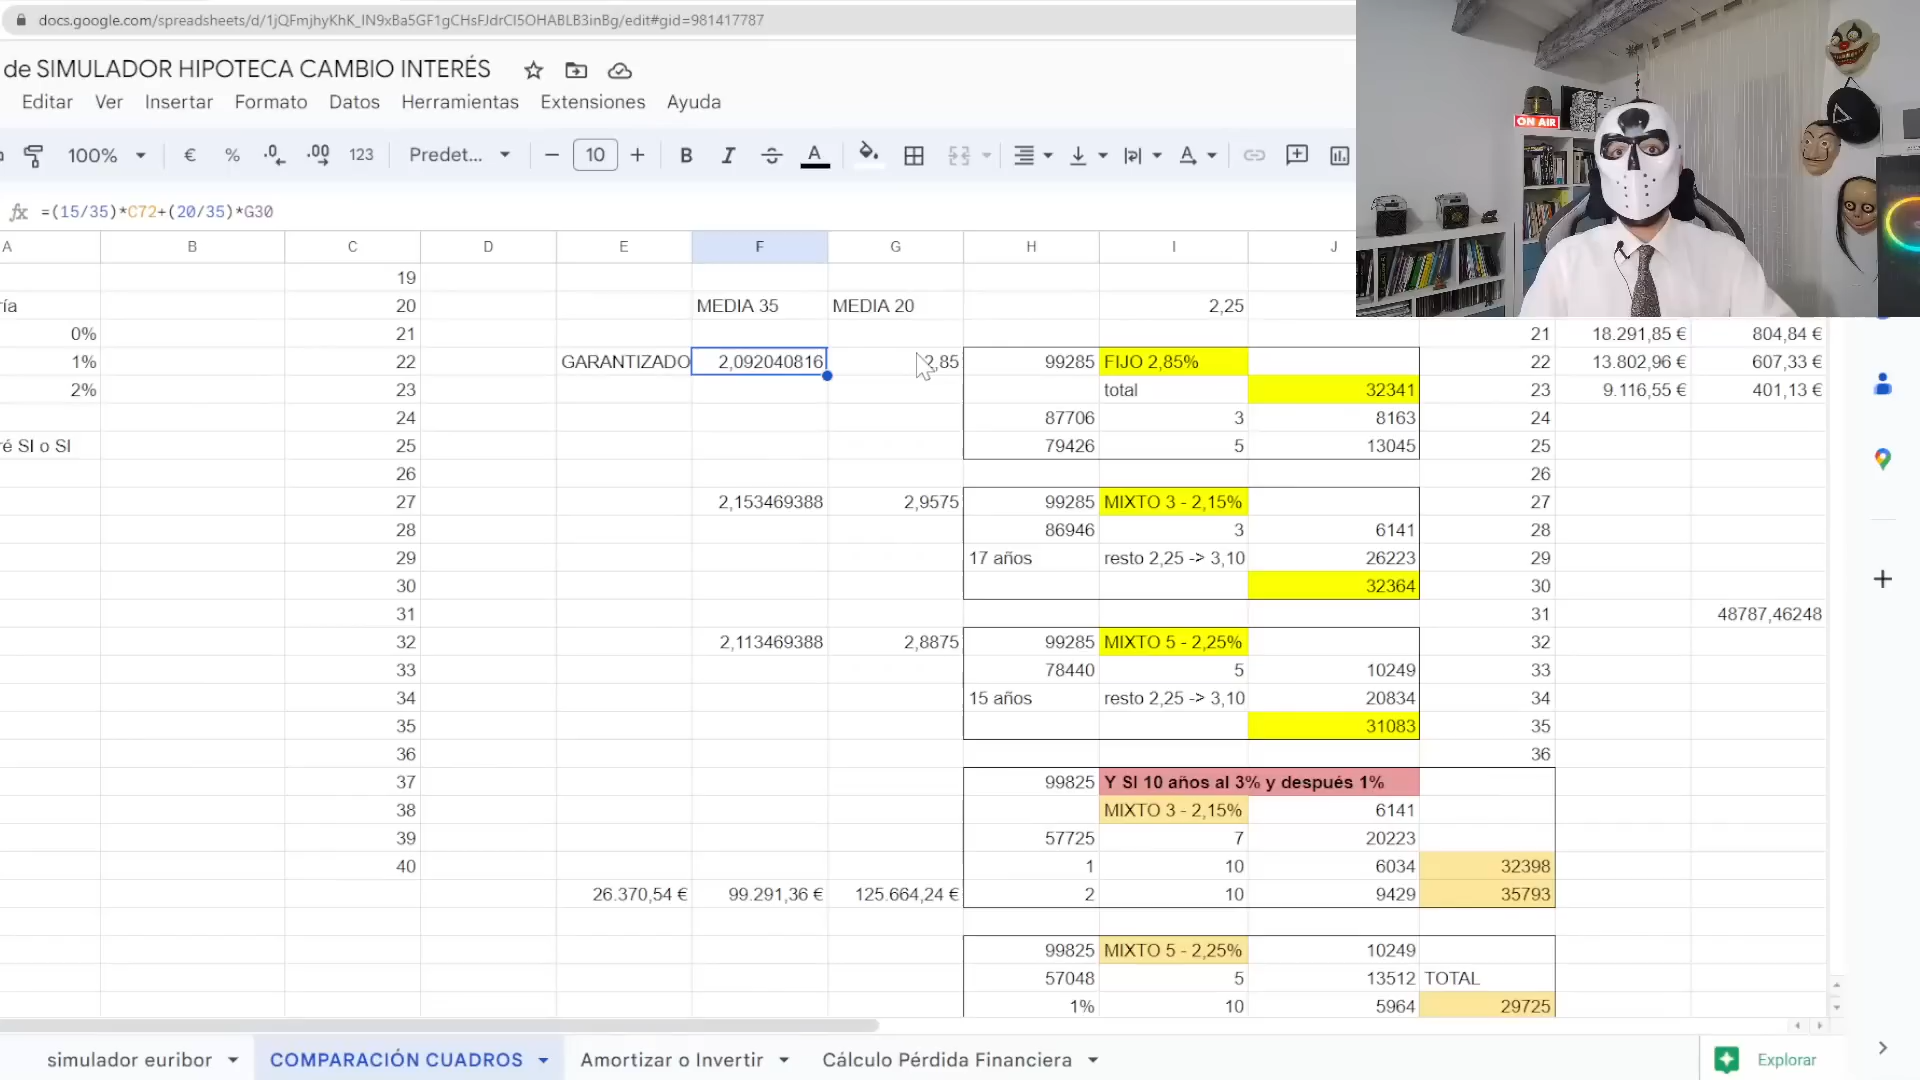 docs.google.com/spreadsheets/d/1jQFmjhyKhK_lN9xBa5GF1gCHsFJdrCl5OHABLB3inBg/edit#gid=981417787
de SIMULADOR HIPOTECA CAMBIO INTERÉS
Editar Ver Insertar Formato Datos Herramientas Extensiones Ayuda
100% € % .0 .00 123 Predet... 10 B I A
ON AIR
fx =(15/35)*C72+(20/35)*G30
A B C D E F G H I J
19
ría 20 MEDIA 35 MEDIA 20 2,25
0% 21 21 18.291,85 € 804,84 €
1% 22 GARANTIZADO 2,092040816 2,85 99285 FIJO 2,85% 22 13.802,96 € 607,33 €
2% 23 total 32341 23 9.116,55 € 401,13 €
24 87706 3 8163 24
ré SI o SI 25 79426 5 13045 25
26 26
27 2,153469388 2,9575 99285 MIXTO 3 - 2,15% 27
28 86946 3 6141 28
29 17 años resto 2,25 -> 3,10 26223 29
30 32364 30
31 31 48787,46248
32 2,113469388 2,8875 99285 MIXTO 5 - 2,25% 32
33 78440 5 10249 33
34 15 años resto 2,25 -> 3,10 20834 34
35 31083 35
36 36
37 99825 Y SI 10 años al 3% y después 1%
38 MIXTO 3 - 2,15% 6141
39 57725 7 20223
40 1 10 6034 32398
26.370,54 € 99.291,36 € 125.664,24 € 2 10 9429 35793
99825 MIXTO 5 - 2,25% 10249
57048 5 13512 TOTAL
1% 10 5964 29725
simulador euribor COMPARACIÓN CUADROS Amortizar o Invertir Cálculo Pérdida Financiera Explorar